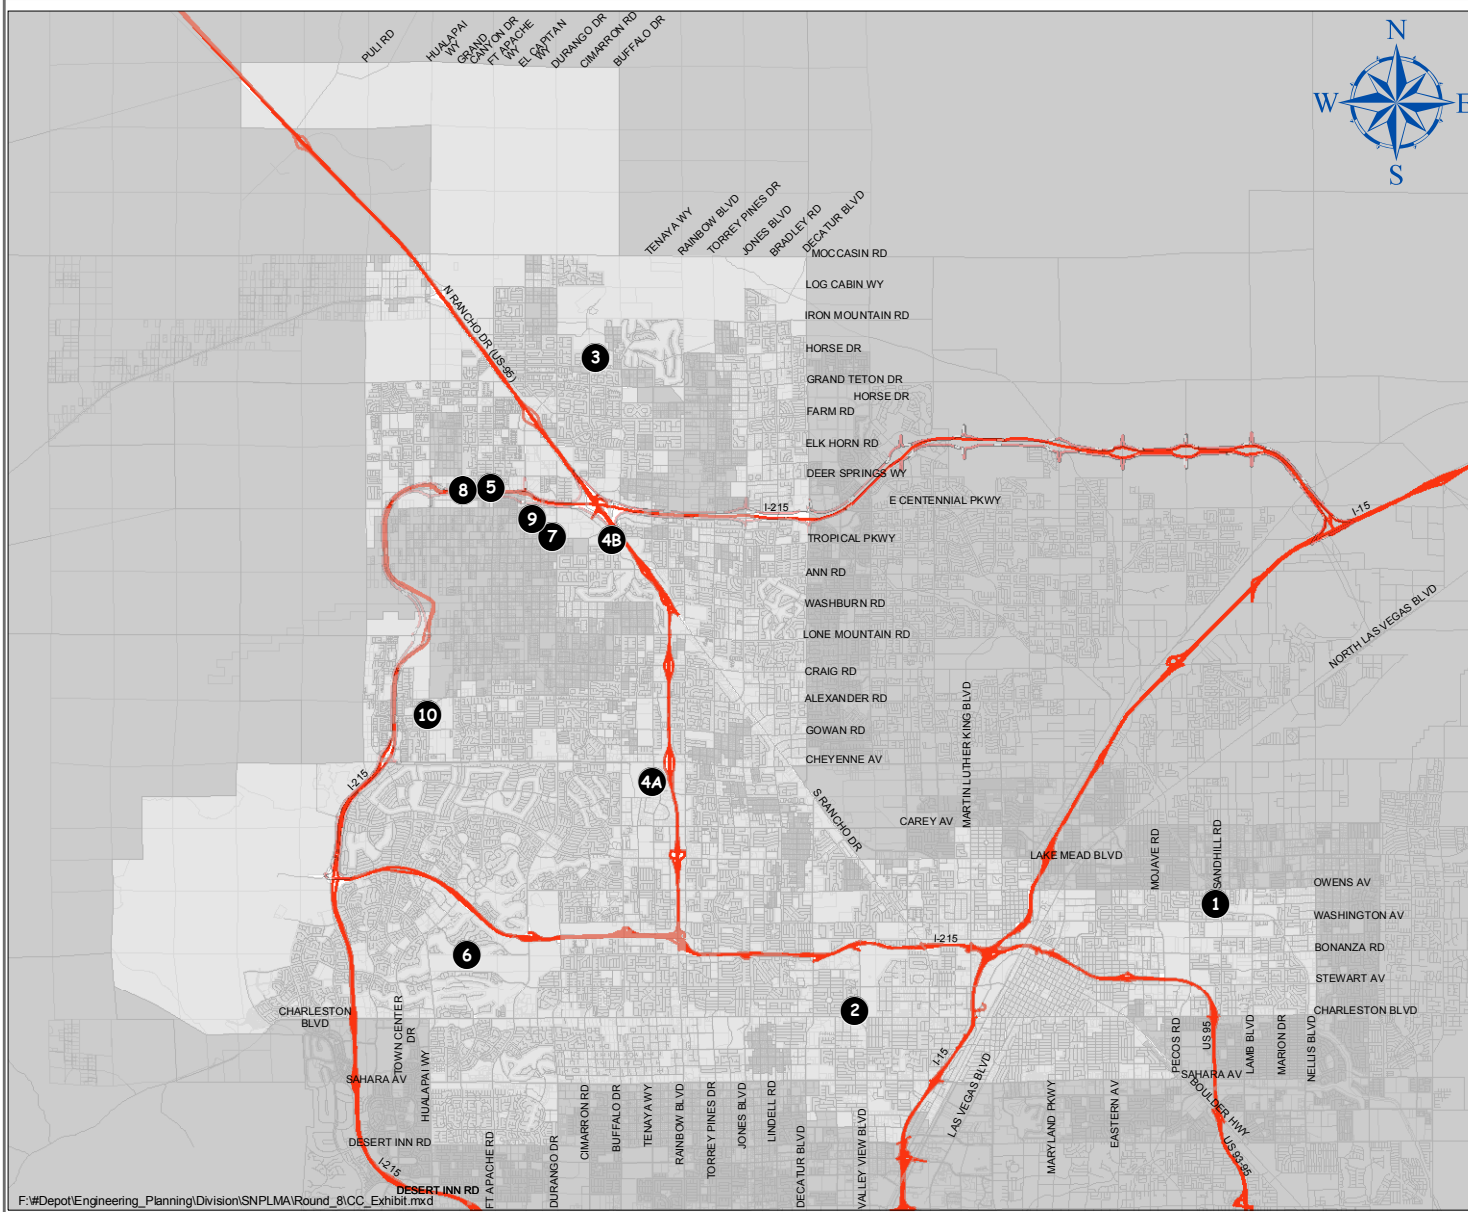 N
W
E
S
PULI RD
HUALAPAI
WY
GRAND
CANYON DR
FT APACHE
WY
EL CAPITAN
WY
DURANGO DR
CIMARRON RD
BUFFALO DR
TENAYA WY
RAINBOW BLVD
TORREY PINES DR
JONES BLVD
BRADLEY RD
DECATUR BLVD
MOCCASIN RD
LOG CABIN WY
IRON MOUNTAIN RD
N RANCHO DR (US-95)
3
HORSE DR
GRAND TETON DR
HORSE DR
FARM RD
ELK HORN RD
DEER SPRINGS WY
8
5
E CENTENNIAL PKWY
I-215
I-15
9
7
4B
TROPICAL PKWY
ANN RD
WASHBURN RD
LONE MOUNTAIN RD
NORTH LAS VEGAS BLVD
CRAIG RD
ALEXANDER RD
MARTIN LUTHER KING BLVD
10
GOWAN RD
CHEYENNE AV
I-215
4A
S RANCHO DR
CAREY AV
LAKE MEAD BLVD
MOJAVE RD
SANDHILL RD
OWENS AV
1
WASHINGTON AV
I-215
BONANZA RD
6
STEWART AV
CHARLESTON
BLVD
2
CHARLESTON BLVD
TOWN CENTER
DR
PECOS RD
US 95
LAMB BLVD
MARION DR
NELLIS BLVD
I-15
SAHARA AV
HUALAPAI WY
SAHARA AV
BOULDER HWY
LAS VEGAS BLVD
CIMARRON RD
BUFFALO DR
TENAYA WY
RAINBOW BLVD
TORREY PINES DR
JONES BLVD
LINDELL RD
MARYLAND PKWY
EASTERN AV
DESERT INN RD
US 93-95
I-215
DESERT INN RD
FT APACHE RD
DURANGO DR
DECATUR BLVD
VALLEY VIEW BLVD
F:\#Depot\Engineering_Planning\Division\SNPLMA\Round_8\CC_Exhibit.mxd